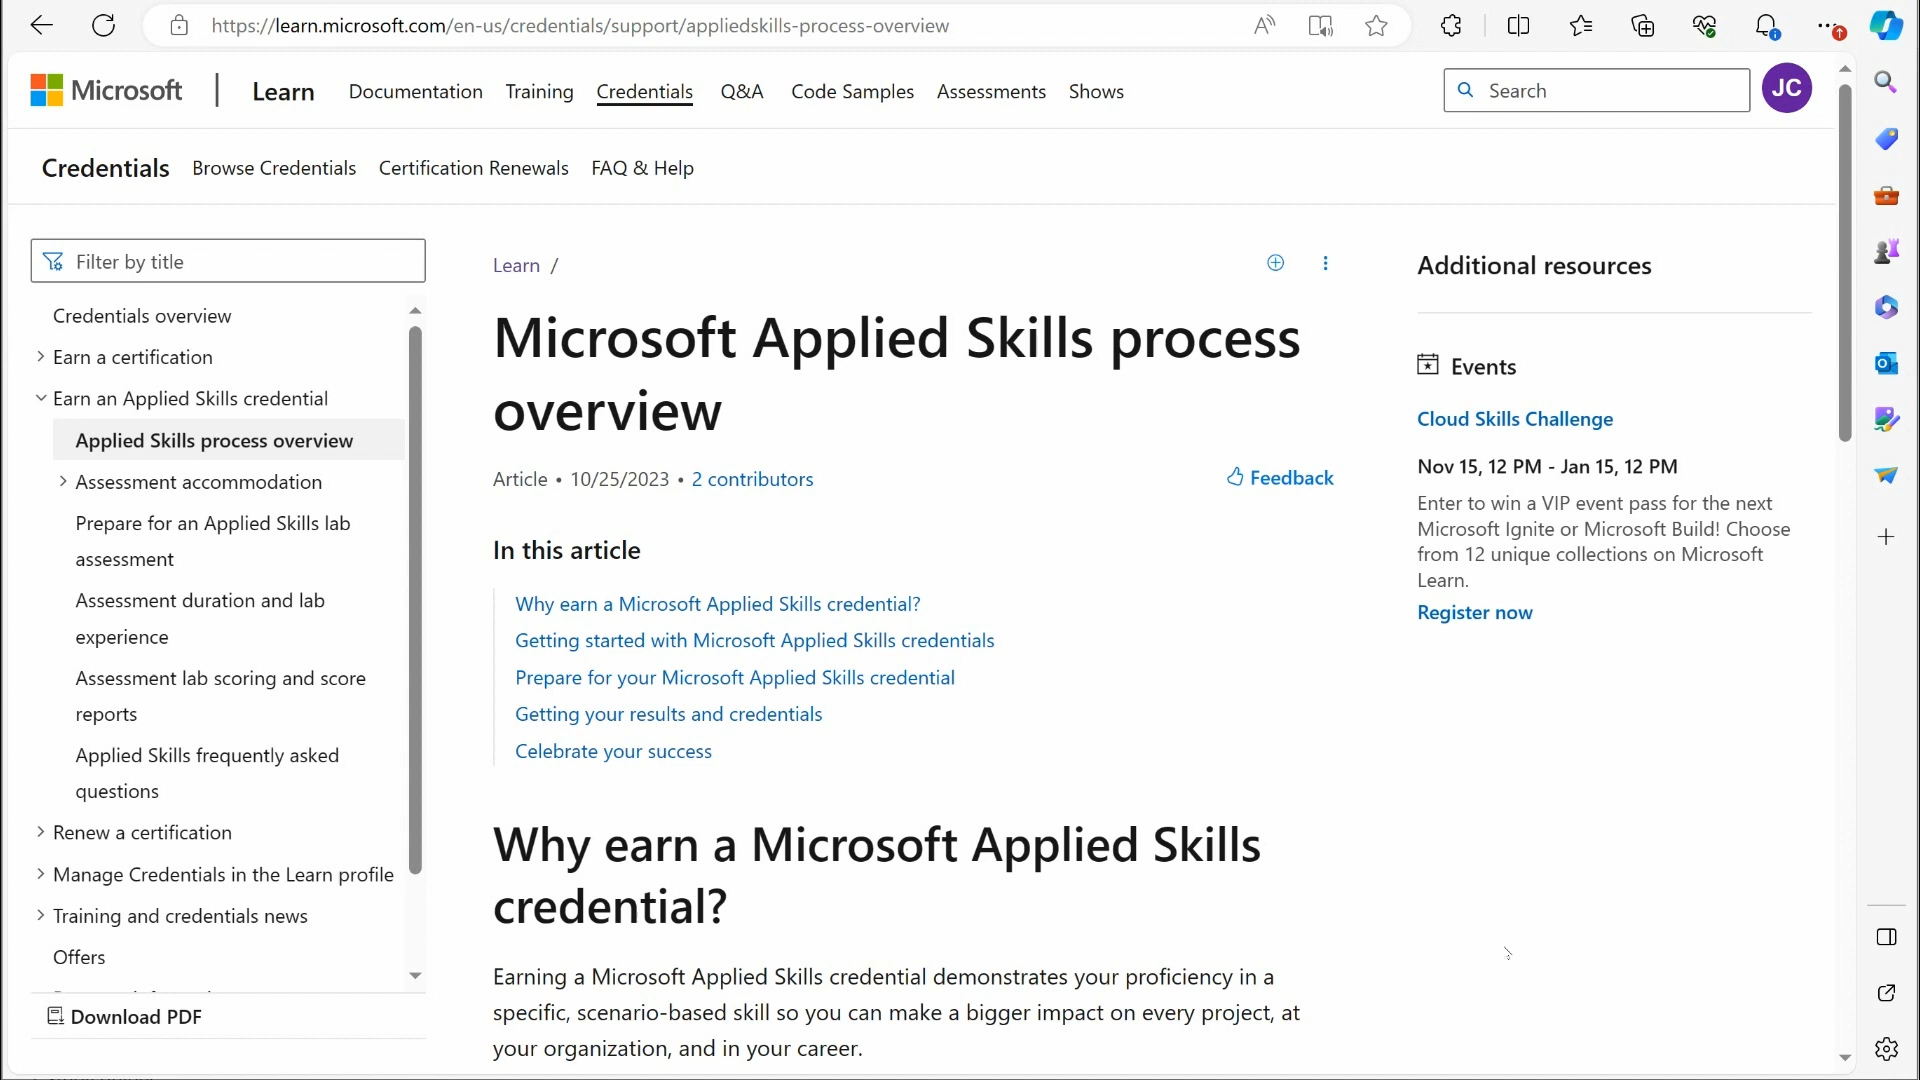 https://learn.microsoft.com/en-us/credentials/support/appliedskills-process-overview
Microsoft | Learn Documentation Training Credentials Q&A Code Samples Assessments Shows
Search
JC
Credentials Browse Credentials Certification Renewals FAQ & Help
Filter by title
Credentials overview
Earn a certification
Earn an Applied Skills credential
Applied Skills process overview
Assessment accommodation
Prepare for an Applied Skills lab
assessment
Assessment duration and lab
experience
Assessment lab scoring and score
reports
Applied Skills frequently asked
questions
Renew a certification
Manage Credentials in the Learn profile
Training and credentials news
Offers
Download PDF
Learn /
Microsoft Applied Skills process
overview
Article • 10/25/2023 • 2 contributors
Feedback
In this article
Why earn a Microsoft Applied Skills credential?
Getting started with Microsoft Applied Skills credentials
Prepare for your Microsoft Applied Skills credential
Getting your results and credentials
Celebrate your success
Why earn a Microsoft Applied Skills
credential?
Earning a Microsoft Applied Skills credential demonstrates your proficiency in a
specific, scenario-based skill so you can make a bigger impact on every project, at
your organization, and in your career.
Additional resources
Events
Cloud Skills Challenge
Nov 15, 12 PM - Jan 15, 12 PM
Enter to win a VIP event pass for the next
Microsoft Ignite or Microsoft Build! Choose
from 12 unique collections on Microsoft
Learn.
Register now